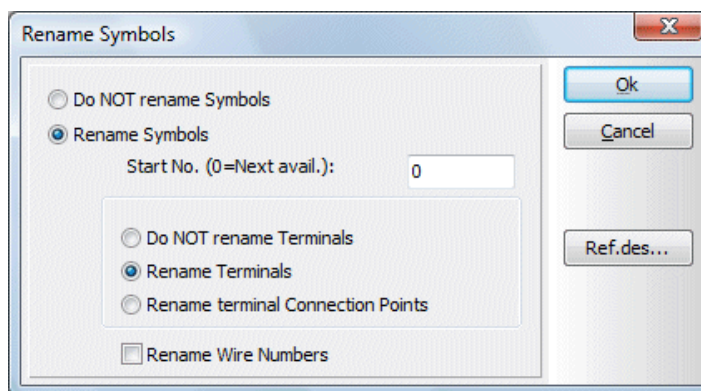 Rename Symbols
Do NOT rename Symbols
Rename Symbols
Start No. (0=Next avail.): 0
Do NOT rename Terminals
Rename Terminals
Rename terminal Connection Points
Rename Wire Numbers
Ok
Cancel
Ref.des...